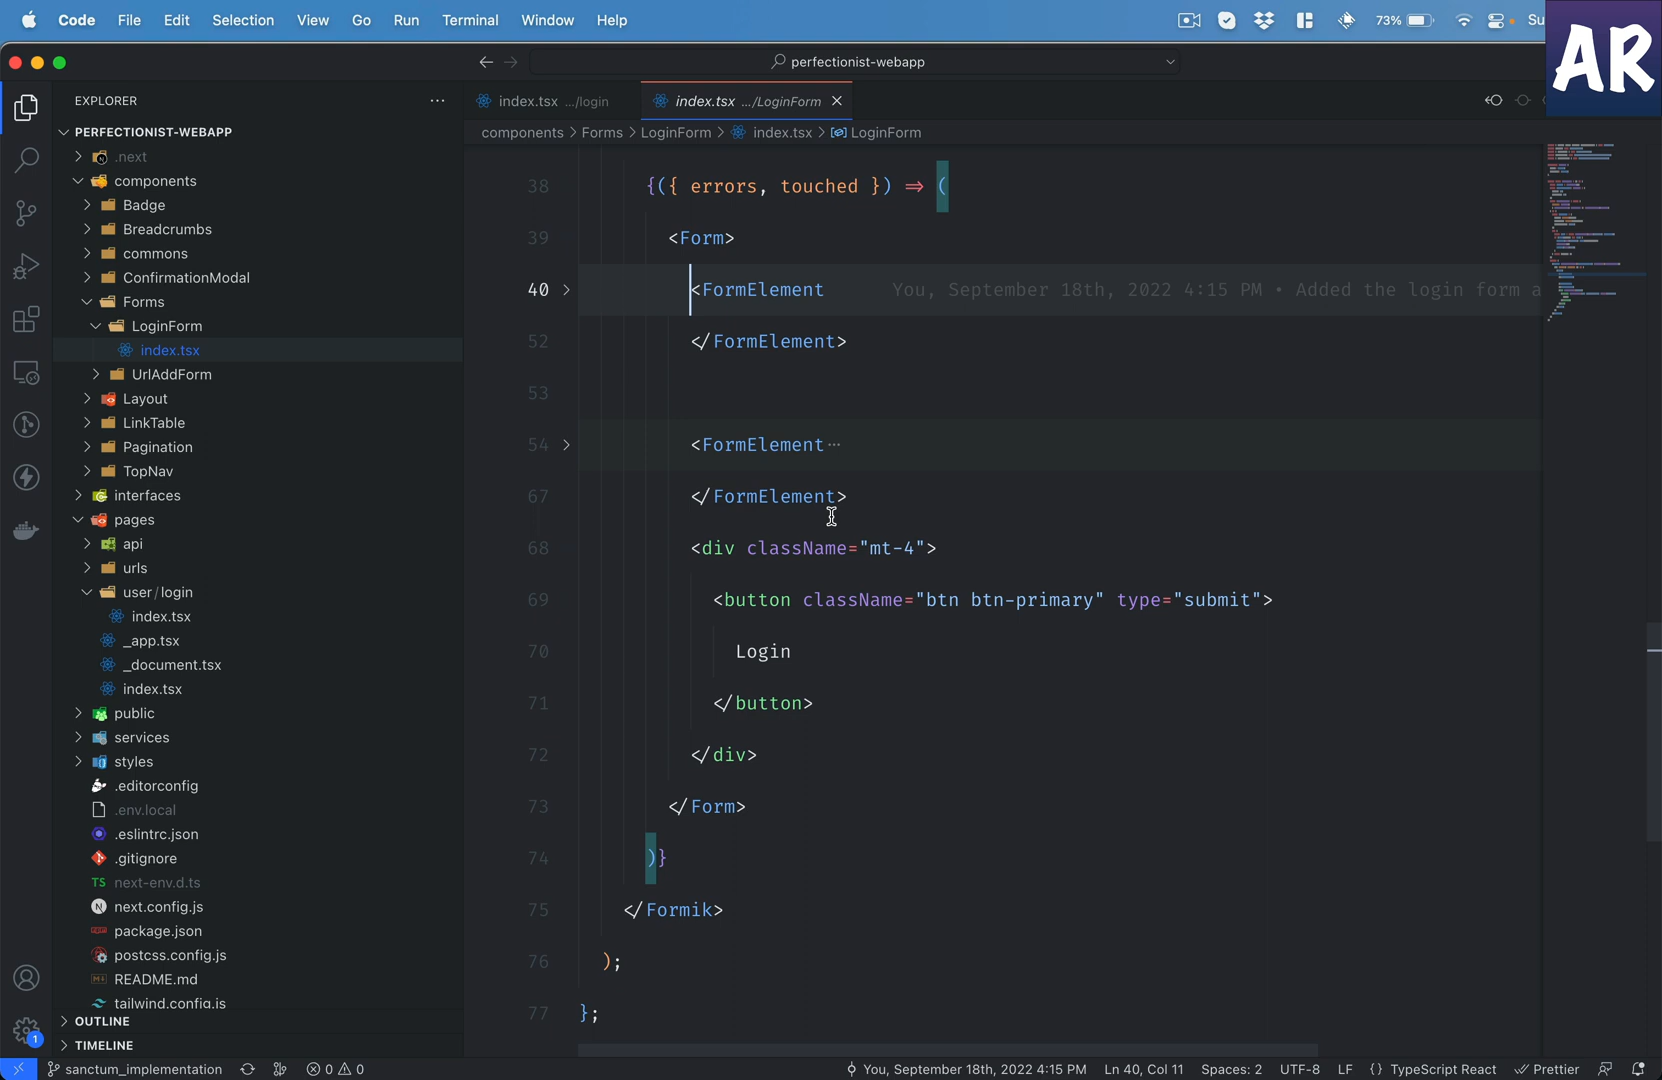 Code File Edit Selection View Go Run Terminal Window Help 73% Su
AR
perfectionist-webapp
EXPLORER
index.tsx .../login
index.tsx .../LoginForm
components > Forms > LoginForm > index.tsx > LoginForm
PERFECTIONIST-WEBAPP
.next
components
Badge
Breadcrumbs
commons
ConfirmationModal
Forms
LoginForm
index.tsx
UrlAddForm
Layout
LinkTable
Pagination
TopNav
interfaces
pages
api
urls
user/login
index.tsx
_app.tsx
_document.tsx
index.tsx
public
services
styles
.editorconfig
.env.local
.eslintrc.json
.gitignore
TS next-env.d.ts
next.config.js
package.json
postcss.config.js
README.md
tailwind.config.js
OUTLINE
TIMELINE
38 {({ errors, touched }) => (
39 <Form>
40 <FormElement You, September 18th, 2022 4:15 PM • Added the login form a
52 </FormElement>
53
54 <FormElement ...
67 </FormElement>
68 <div className="mt-4">
69 <button className="btn btn-primary" type="submit">
70 Login
71 </button>
72 </div>
73 </Form>
74 )}
75 </Formik>
76 );
77 };
1
sanctum_implementation 0 0 You, September 18th, 2022 4:15 PM Ln 40, Col 11 Spaces: 2 UTF-8 LF {} TypeScript React Prettier